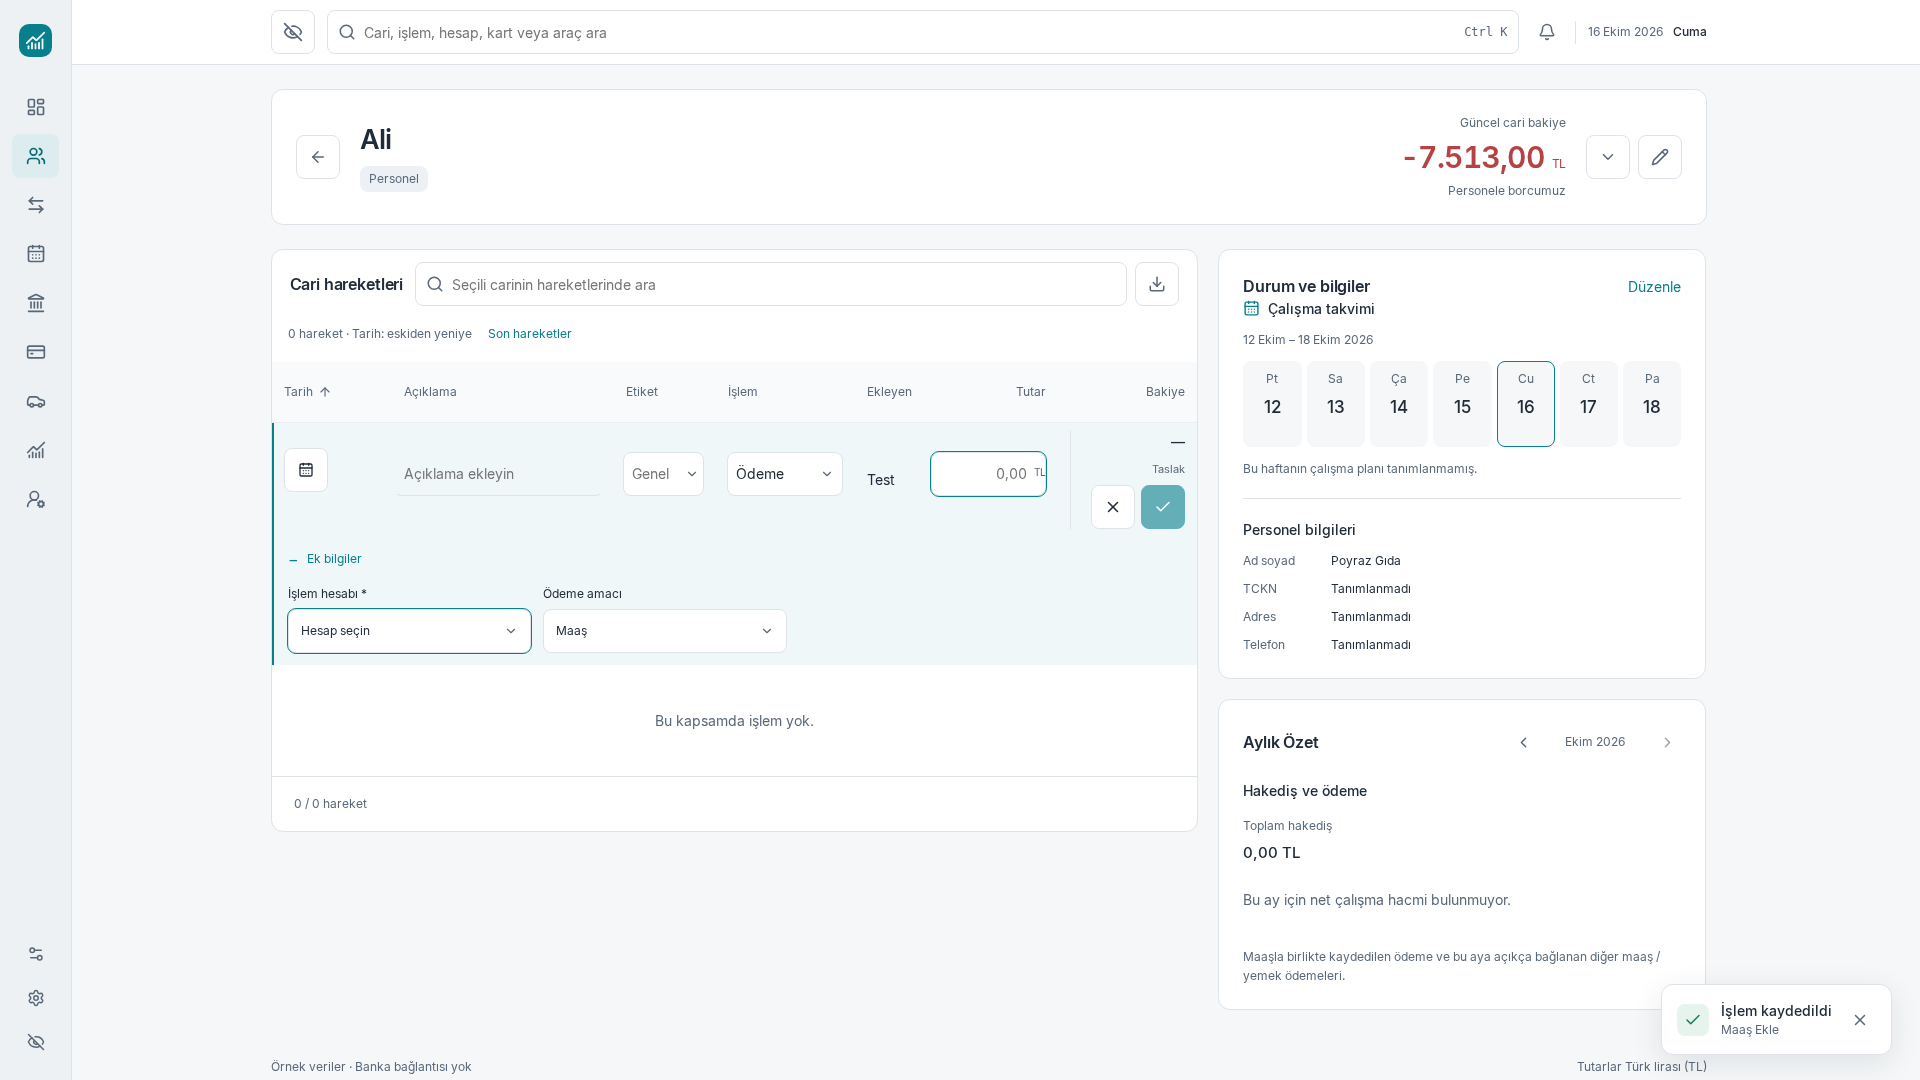 Cari, işlem, hesap, kart veya araç ara
Ctrl K
16 Ekim 2026 Cuma
Ali
Personel
Güncel cari bakiye
-7.513,00 TL
Personele borcumuz
Cari hareketleri
Seçili carinin hareketlerinde ara
0 hareket · Tarih: eskiden yeniye Son hareketler
Tarih Açıklama Etiket İşlem Ekleyen Tutar Bakiye
Açıklama ekleyin Genel Ödeme Test 0,00 TL —
Taslak
Ek bilgiler
İşlem hesabı * Ödeme amacı
Hesap seçin Maaş
Bu kapsamda işlem yok.
0 / 0 hareket
Durum ve bilgiler
Düzenle
Çalışma takvimi
12 Ekim – 18 Ekim 2026
Pt Sa Ça Pe Cu Ct Pa
12 13 14 15 16 17 18
Bu haftanın çalışma planı tanımlanmamış.
Personel bilgileri
Ad soyad Poyraz Gıda
TCKN Tanımlanmadı
Adres Tanımlanmadı
Telefon Tanımlanmadı
Aylık Özet
Ekim 2026
Hakediş ve ödeme
Toplam hakediş
0,00 TL
Bu ay için net çalışma hacmi bulunmuyor.
Maaşla birlikte kaydedilen ödeme ve bu aya açıkça bağlanan diğer maaş /
yemek ödemeleri.
İşlem kaydedildi
Maaş Ekle
Örnek veriler · Banka bağlantısı yok
Tutarlar Türk lirası (TL)